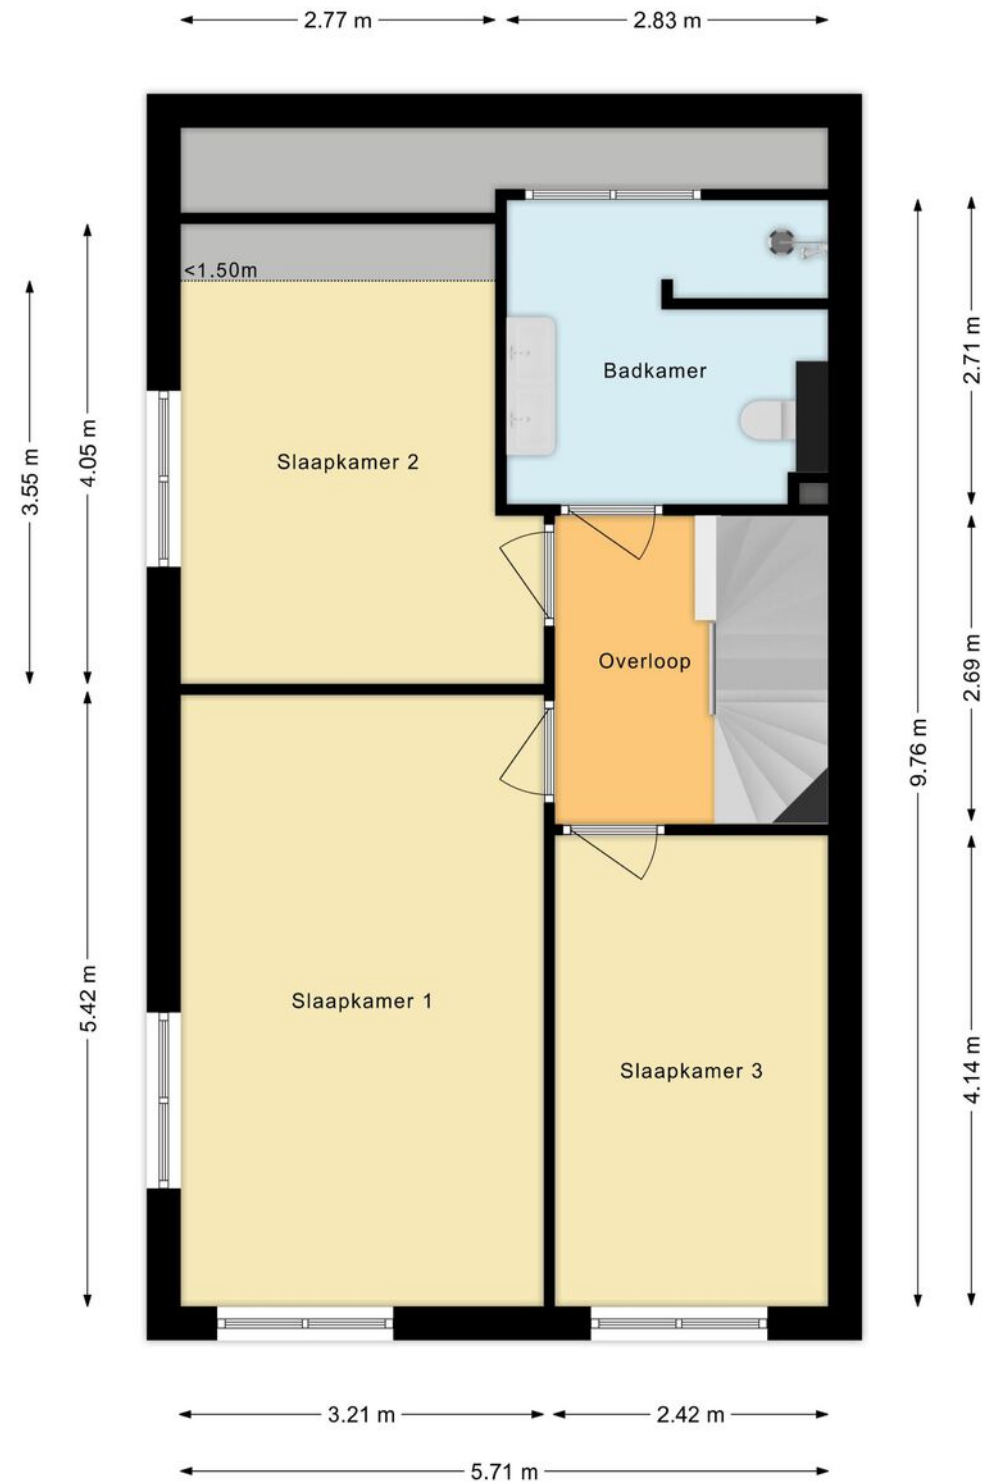 2.77 m
2.83 m
<1.50m
Badkamer
2.71 m
Slaapkamer 2
4.05 m
3.55 m
Overloop
2.69 m
9.76 m
Slaapkamer 1
5.42 m
Slaapkamer 3
4.14 m
3.21 m
2.42 m
5.71 m